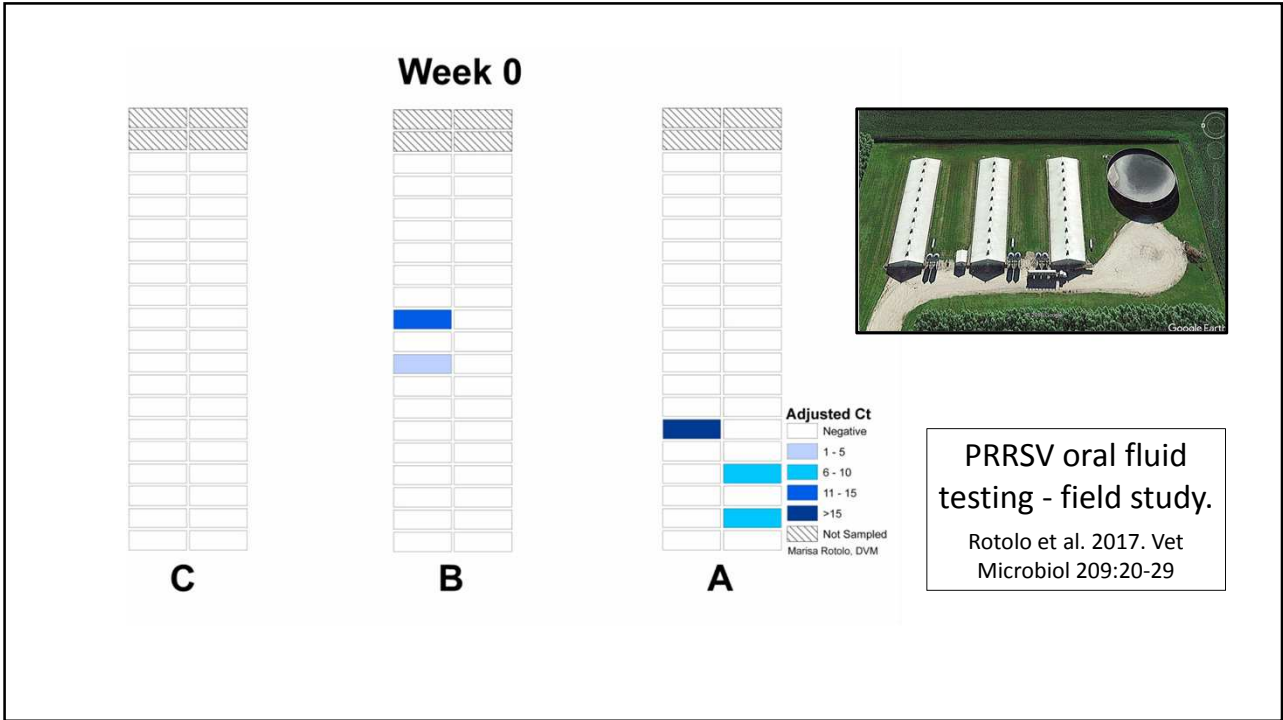 Week 0
Google Earth
Adjusted Ct
Negative
1 - 5
6 - 10
11 - 15
>15
Not Sampled
Marisa Rotolo, DVM
C
B
A
PRRSV oral fluid
testing - field study.
Rotolo et al. 2017. Vet
Microbiol 209:20-29